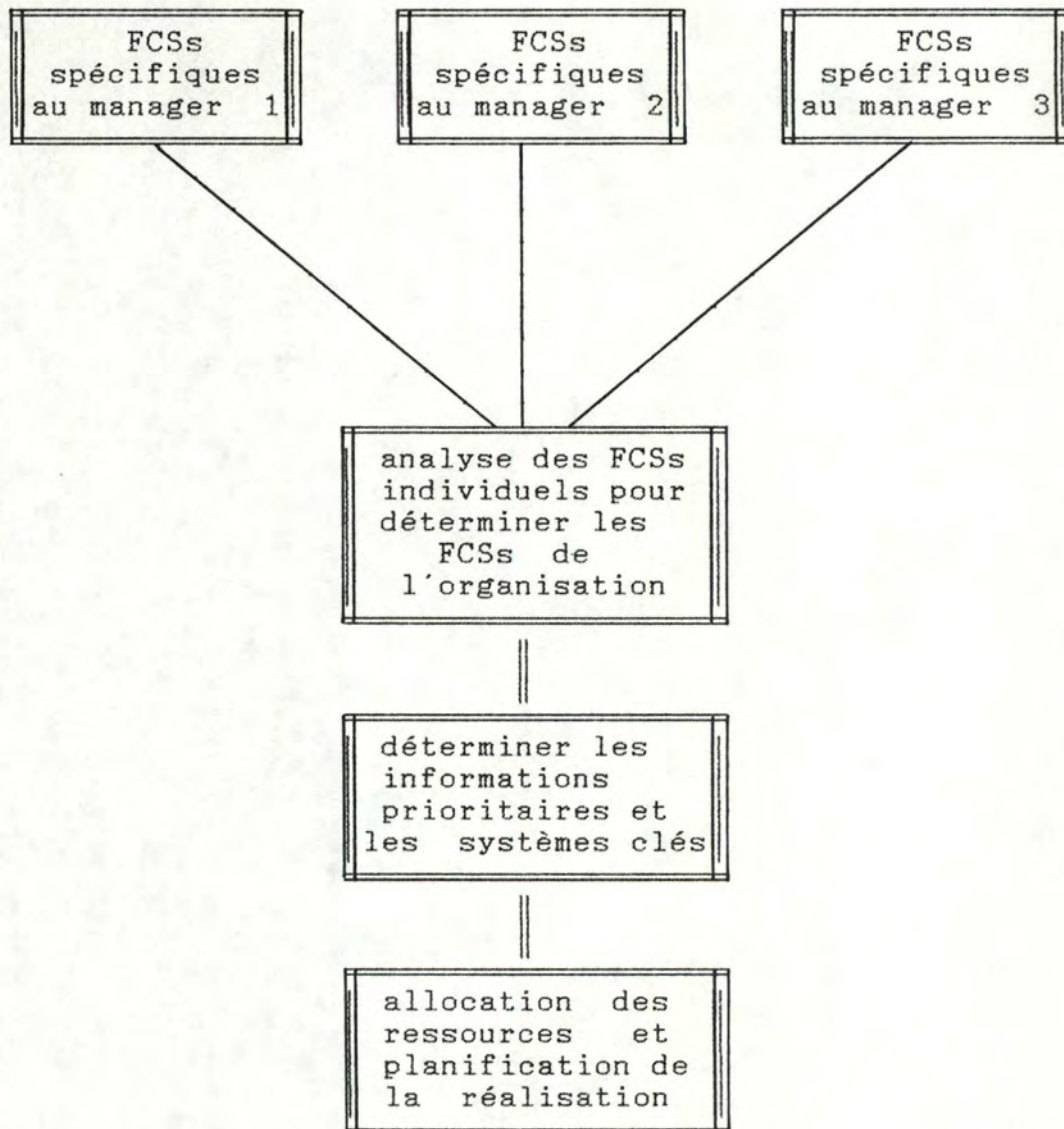 FCSs
spécifiques
au manager 1
FCSs
spécifiques
au manager 2
FCSs
spécifiques
au manager 3
analyse des FCSs
individuels pour
déterminer les
FCSs de
l'organisation
déterminer les
informations
prioritaires et
les systèmes clés
allocation des
ressources et
planification de
la réalisation